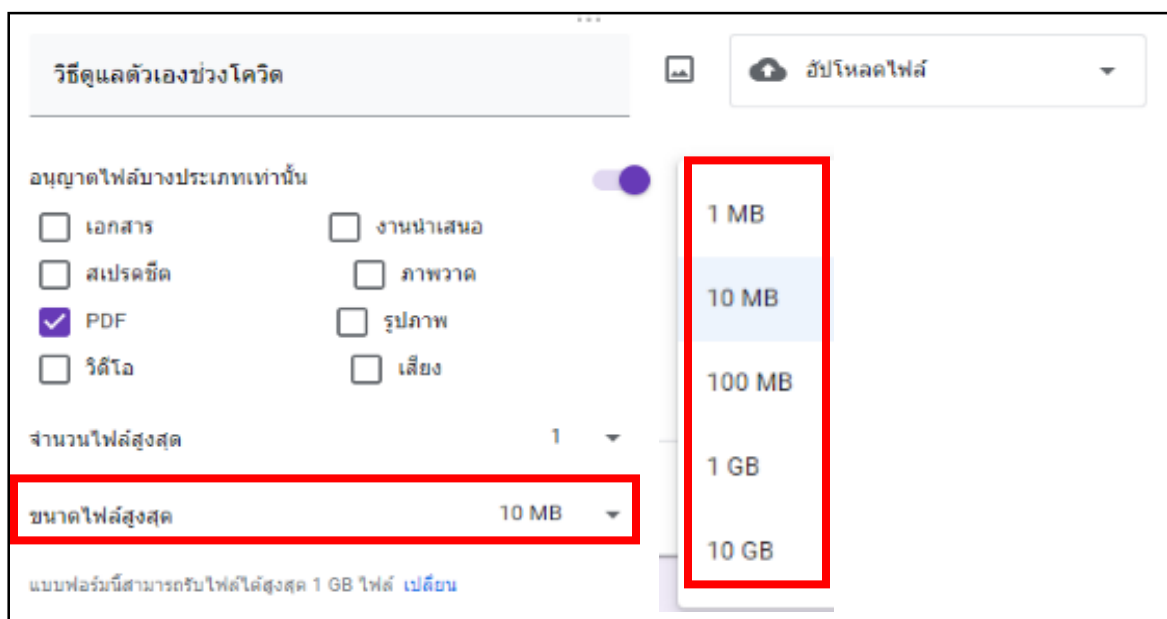 วิธีดูแลตัวเองช่วงโควิด
อัปโหลดไฟล์
อนุญาตไฟล์บางประเภทเท่านั้น
เอกสาร งานนำเสนอ
สเปรดชีต ภาพวาด
PDF รูปภาพ
วิดีโอ เสียง
จำนวนไฟล์สูงสุด 1
ขนาดไฟล์สูงสุด 10 MB
แบบฟอร์มนี้สามารถรับไฟล์ได้สูงสุด 1 GB ไฟล์ เปลี่ยน
1 MB
10 MB
100 MB
1 GB
10 GB